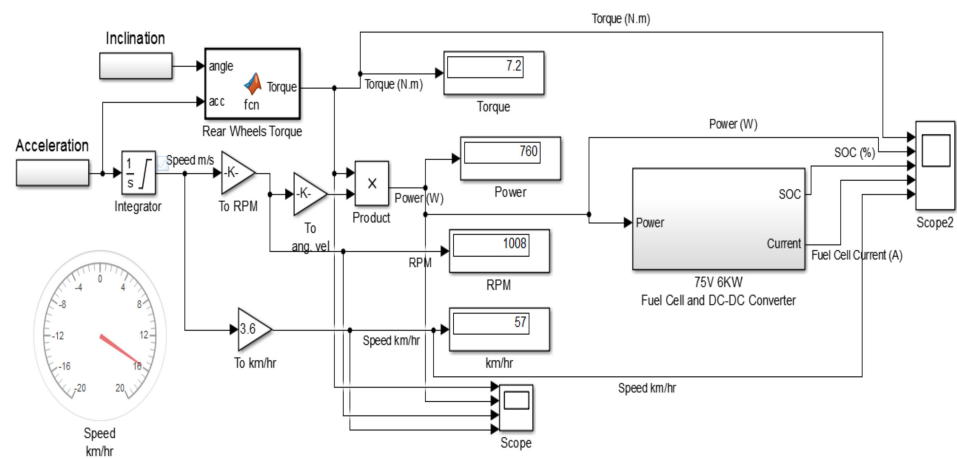 Torque (N.m)
Inclination
angle
acc
Torque
fcn
Rear Wheels Torque
Torque (N.m)
7.2
Torque
Acceleration
1
s
Integrator
Speed m/s
-K-
To RPM
-K-
To
ang. vel
x
Product
Power (W)
760
Power
Power (W)
SOC (%)
Scope2
Power
SOC
Current
Fuel Cell Current (A)
75V 6KW
Fuel Cell and DC-DC Converter
RPM
1008
RPM
3.6
To km/hr
Speed km/hr
57
km/hr
Speed km/hr
Scope
-20
-16
-12
-8
-4
0
4
8
12
16
20
Speed
km/hr